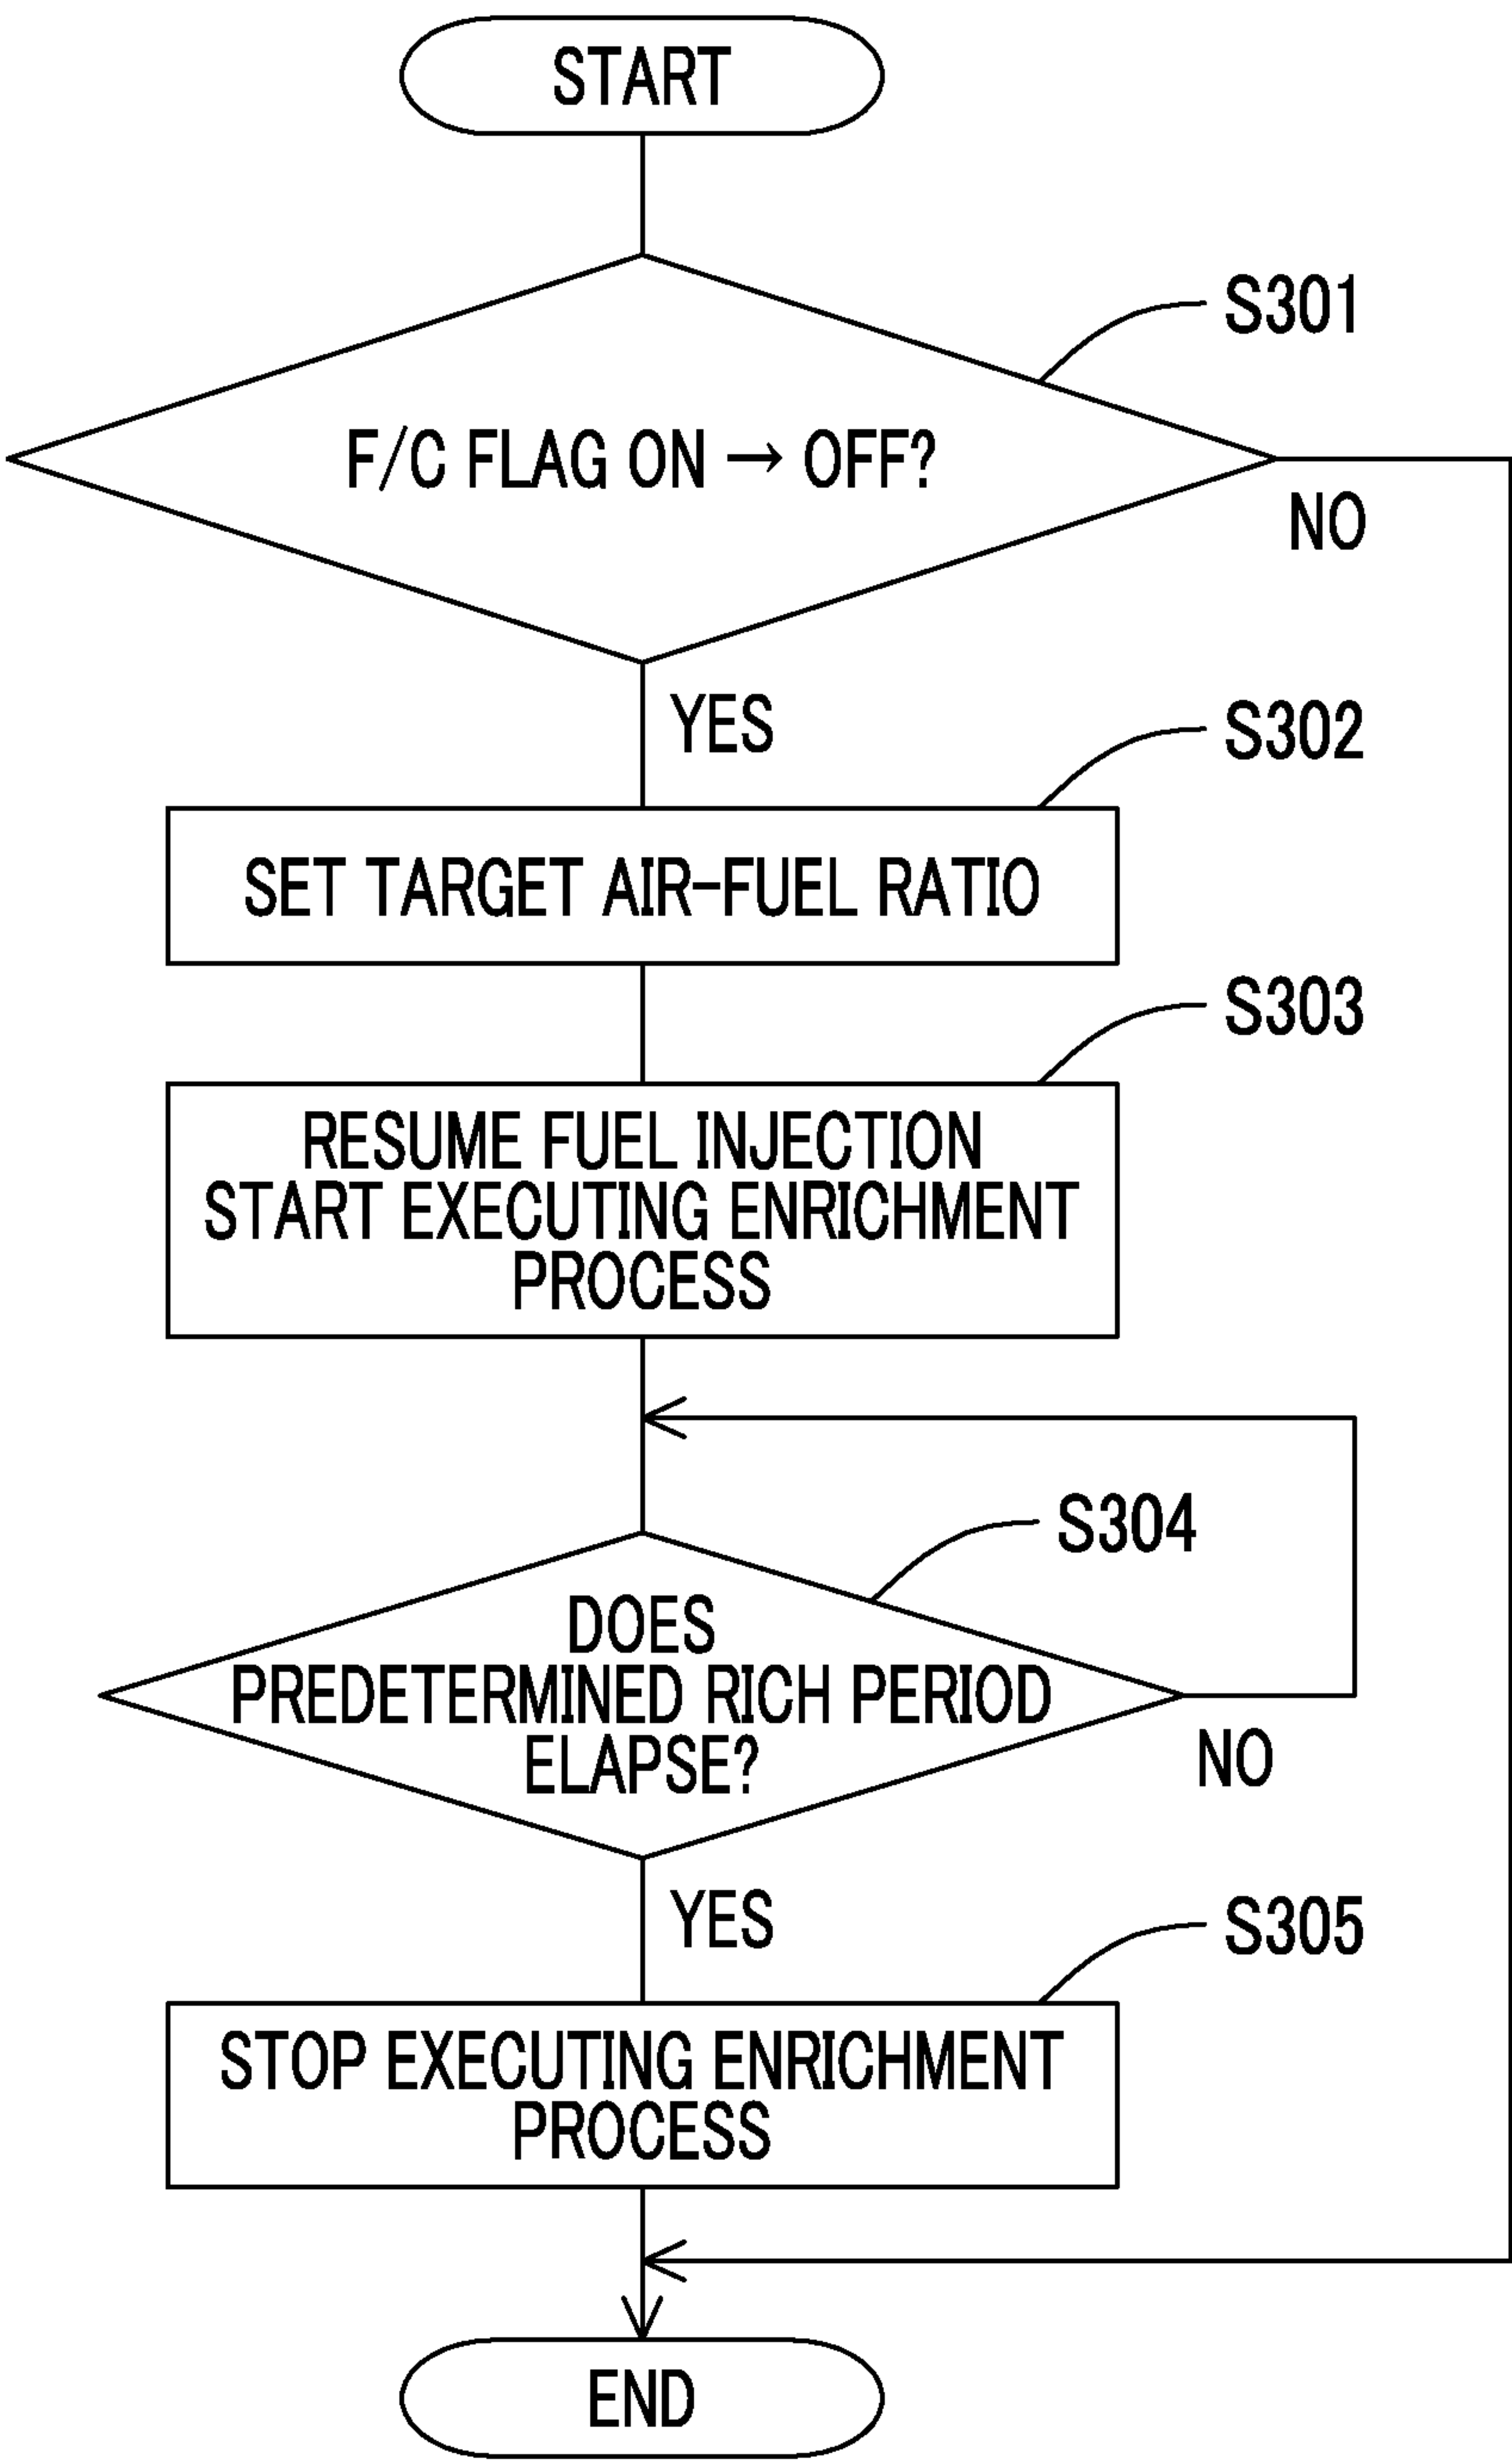 START
S301
F/C FLAG ON → OFF?
NO
YES
S302
SET TARGET AIR-FUEL RATIO
S303
RESUME FUEL INJECTION
START EXECUTING ENRICHMENT
PROCESS
S304
DOES
PREDETERMINED RICH PERIOD
ELAPSE?
NO
YES
S305
STOP EXECUTING ENRICHMENT
PROCESS
END